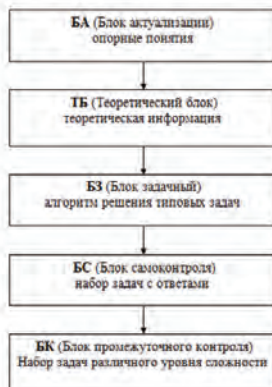 БА (Блок актуализации)
опорные понятия
ТБ (Теоретический блок)
теоретическая информация
БЗ (Блок задачный)
алгоритм решения типовых задач
БС (Блок самоконтроля)
набор задач с ответами
БК (Блок промежуточного контроля)
Набор задач различного уровня сложности